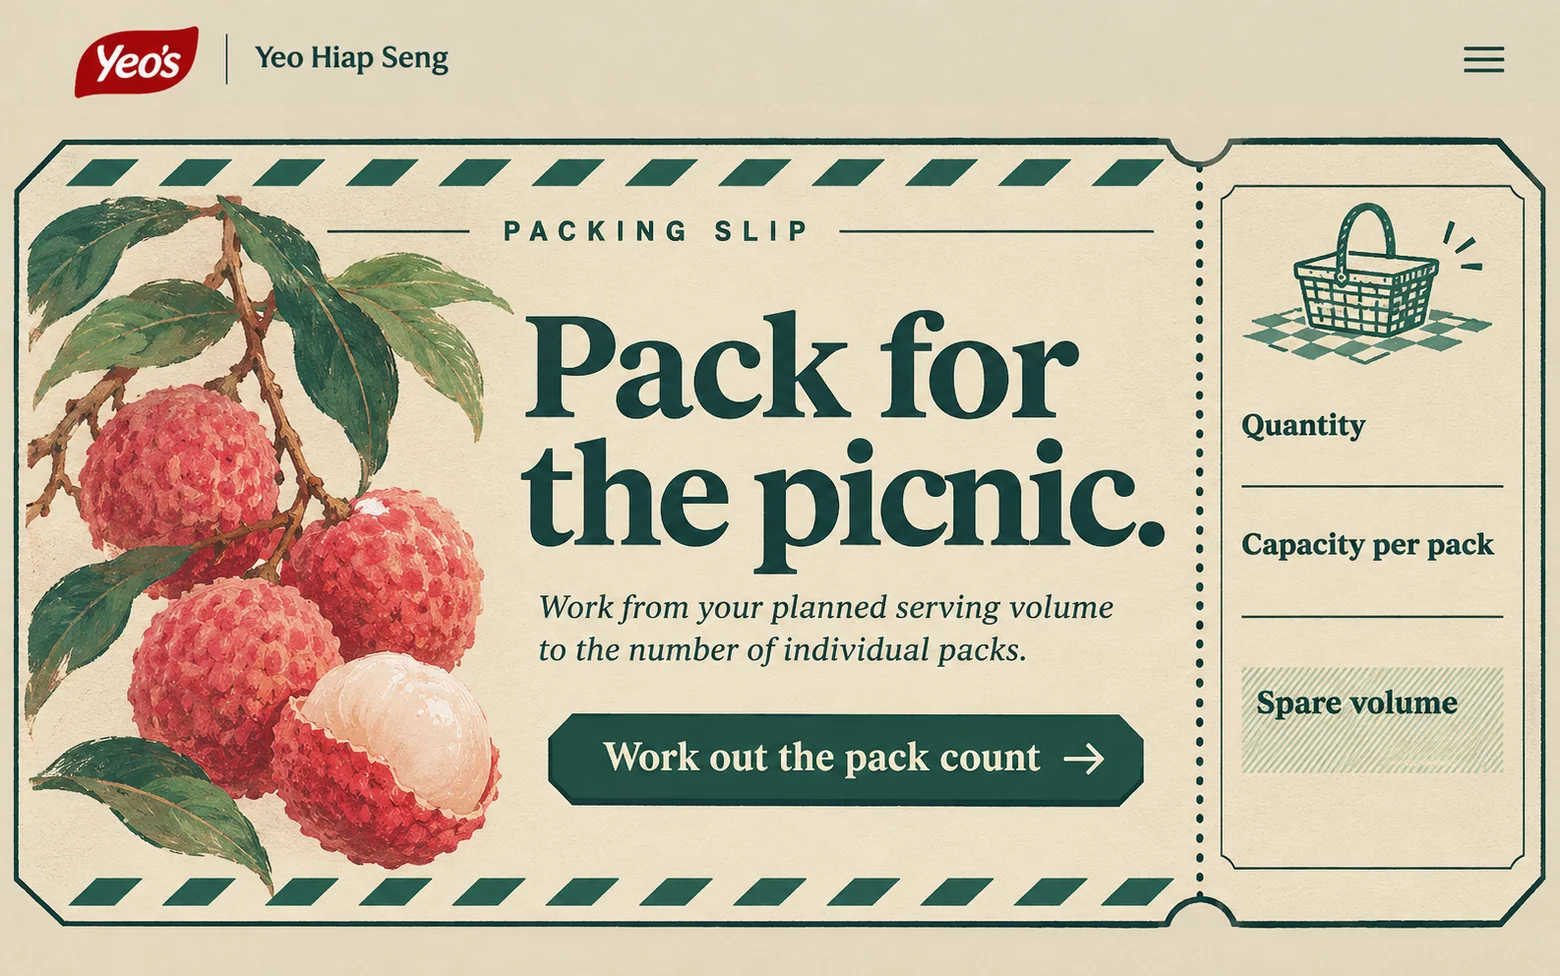 Yeo's
Yeo Hiap Seng
PACKING SLIP
Pack for
the picnic.
Work from your planned serving volume
to the number of individual packs.
Work out the pack count →
Quantity
Capacity per pack
Spare volume